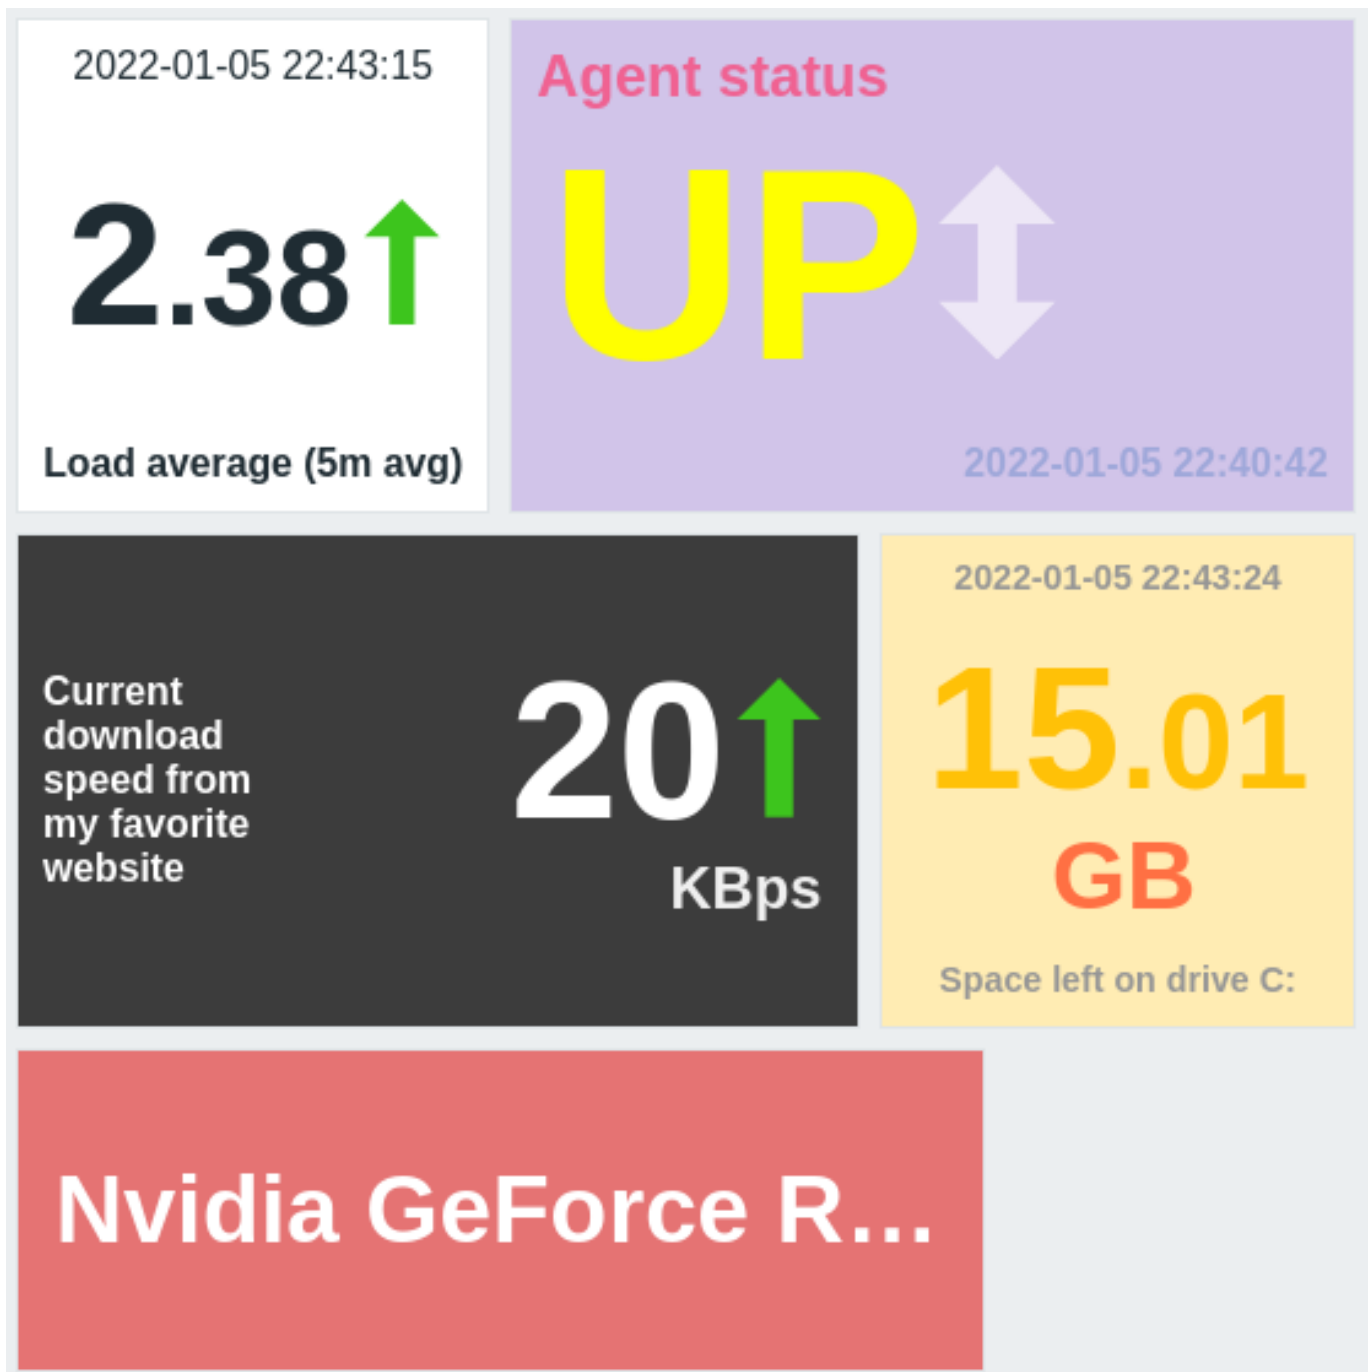 2022-01-05 22:43:15
2.38
Load average (5m avg)
Agent status
UP
2022-01-05 22:40:42
Current
download
speed from
my favorite
website
20
KBps
2022-01-05 22:43:24
15.01
GB
Space left on drive C:
Nvidia GeForce R...